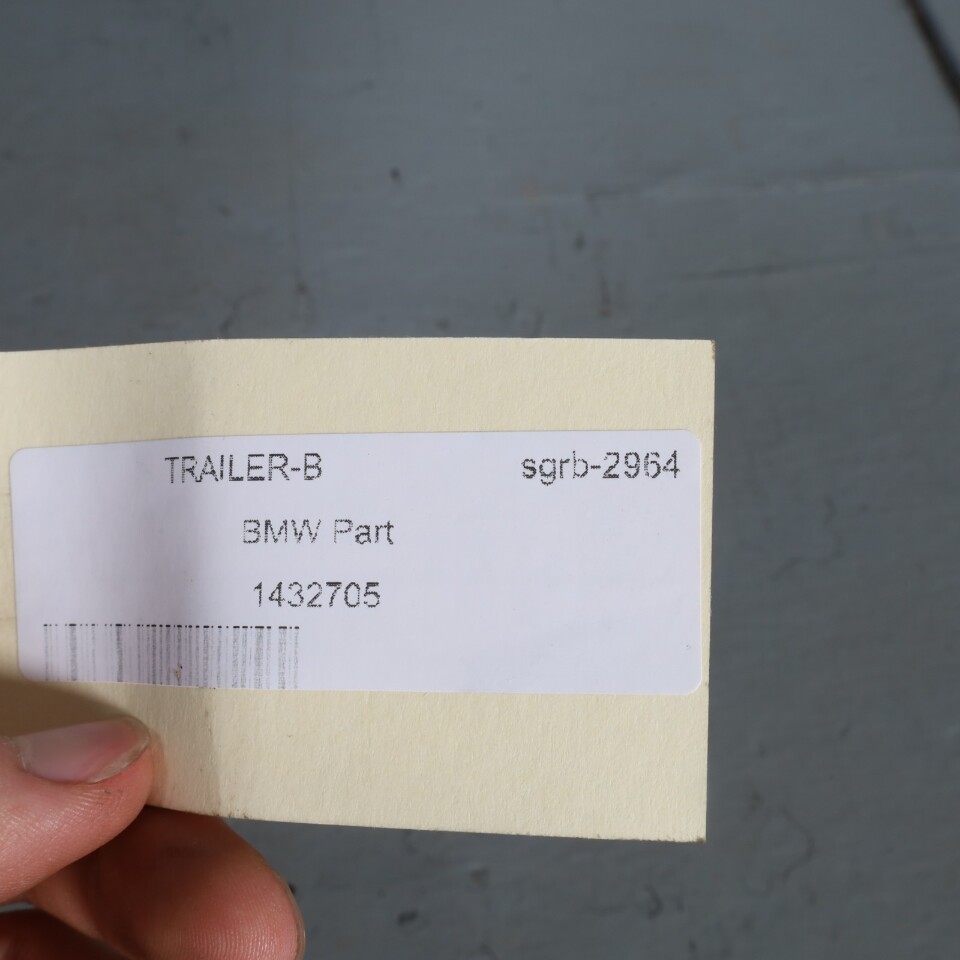 TRAILER-B sgrb-2964
BMW Part
1432705